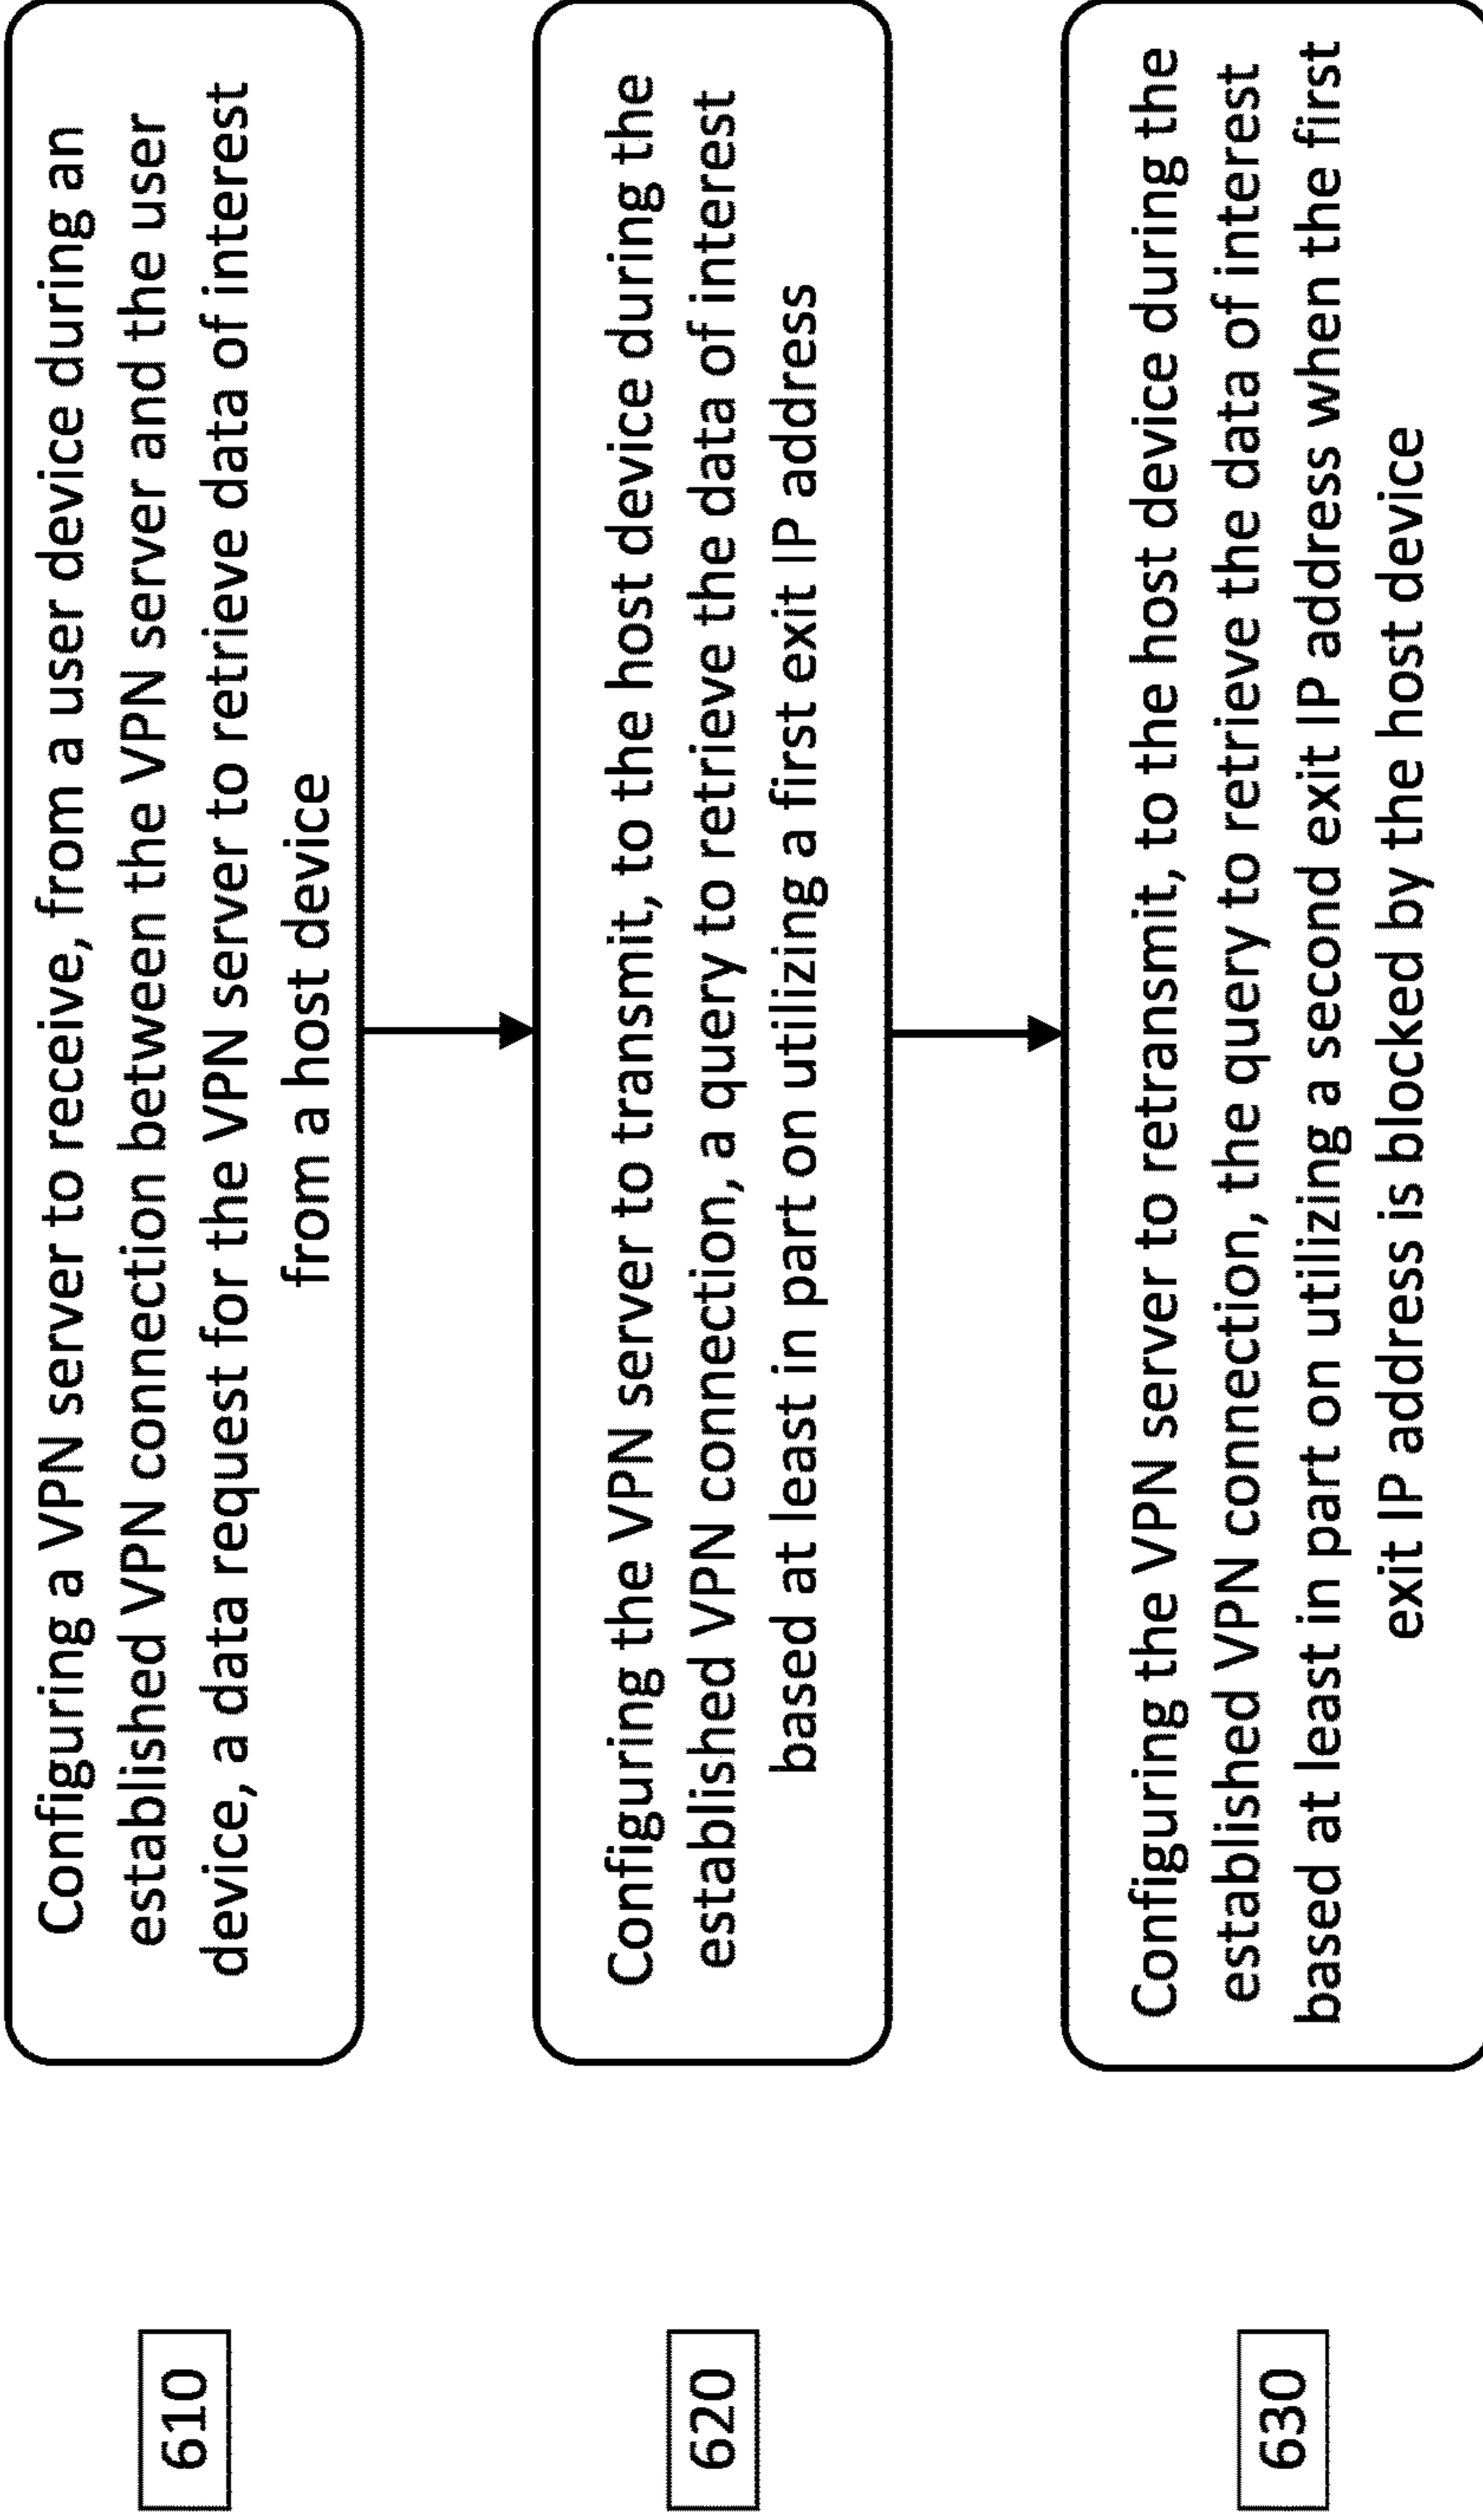 610
Configuring a VPN server to receive, from a user device during an
established VPN connection between the VPN server and the user
device, a data request for the VPN server to retrieve data of interest
from a host device
620
Configuring the VPN server to transmit, to the host device during the
established VPN connection, a query to retrieve the data of interest
based at least in part on utilizing a first exit IP address
630
Configuring the VPN server to retransmit, to the host device during the
established VPN connection, the query to retrieve the data of interest
based at least in part on utilizing a second exit IP address when the first
exit IP address is blocked by the host device